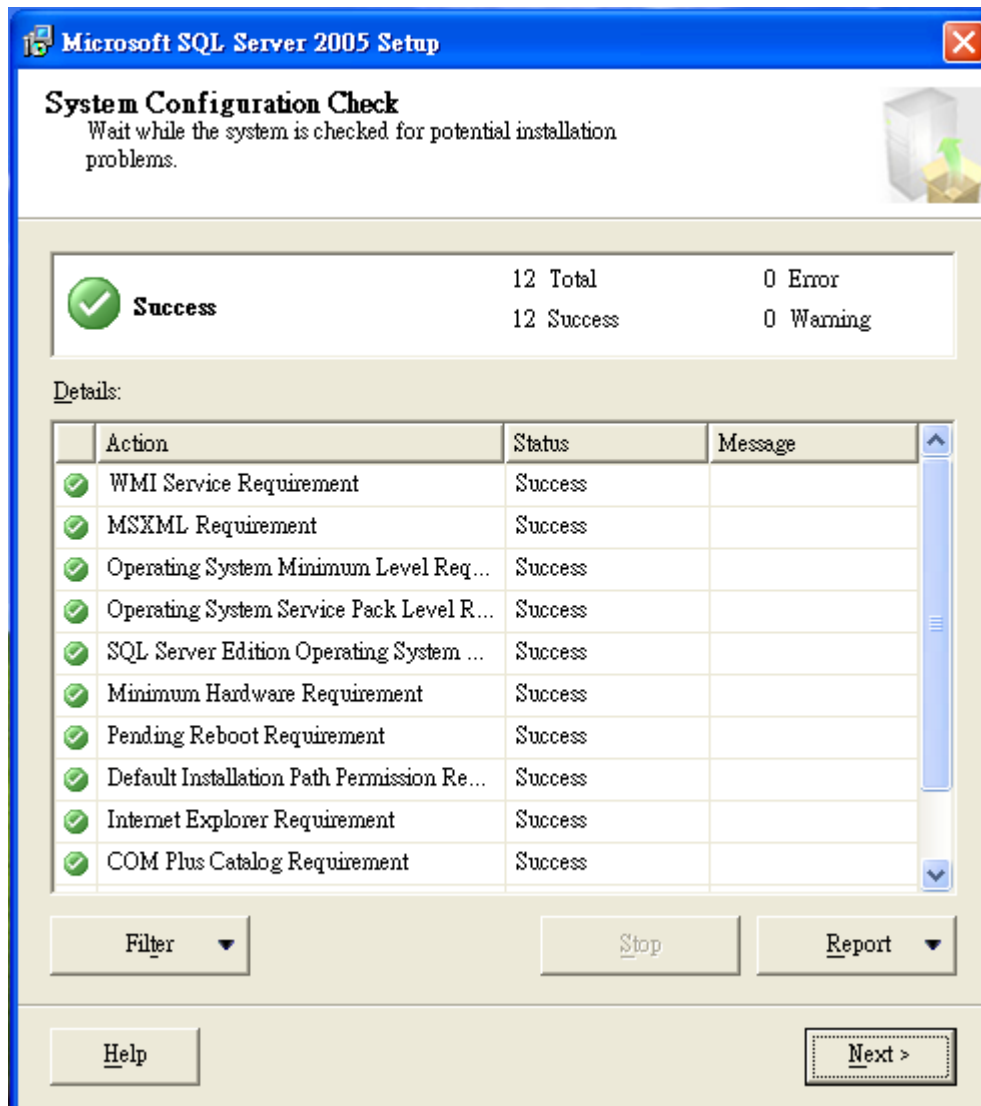 Microsoft SQL Server 2005 Setup
System Configuration Check
Wait while the system is checked for potential installation
problems.
Success
12 Total
0 Error
12 Success
0 Warning
Details:
Action Status Message
WMI Service Requirement Success
MSXML Requirement Success
Operating System Minimum Level Req... Success
Operating System Service Pack Level R... Success
SQL Server Edition Operating System ... Success
Minimum Hardware Requirement Success
Pending Reboot Requirement Success
Default Installation Path Permission Re... Success
Internet Explorer Requirement Success
COM Plus Catalog Requirement Success
Filter Stop Report
Help Next >